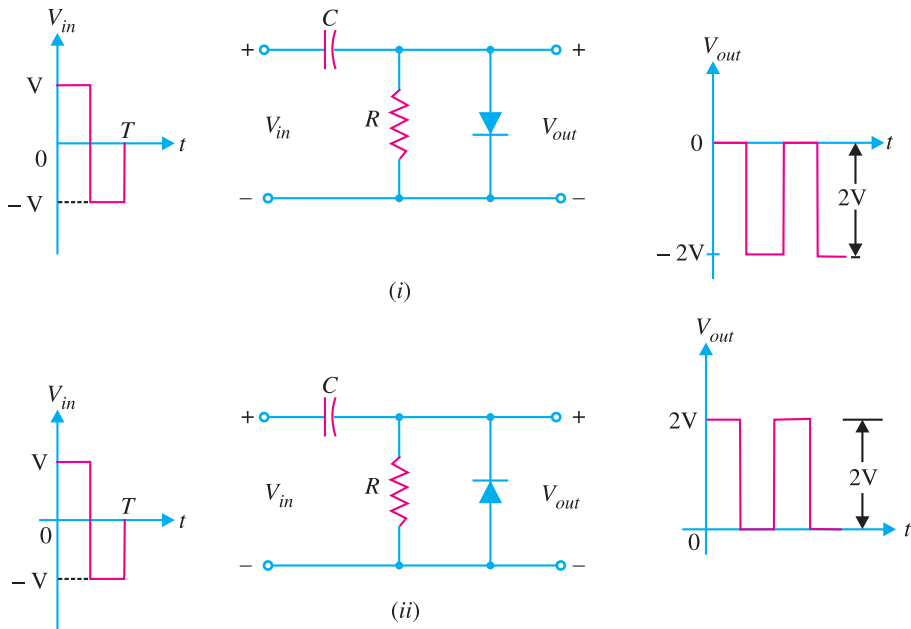 V_in
V
0
T
t
– V
C
+
+
V_in
R
V_out
–
–
(i)
V_out
0
t
2V
– 2V
V_in
V
0
T
t
– V
C
+
+
V_in
R
V_out
–
–
(ii)
V_out
2V
2V
0
t